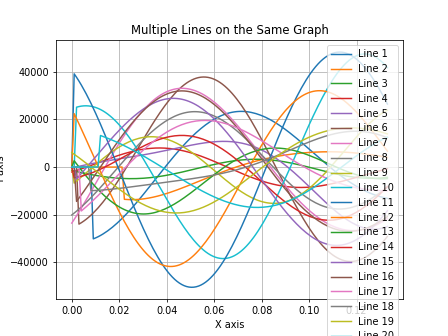 Multiple Lines on the Same Graph
40000
20000
0
−20000
−40000
0.00 0.02 0.04 0.06 0.08 0.10
X axis
Line 1
Line 2
Line 3
Line 4
Line 5
Line 6
Line 7
Line 8
Line 9
Line 10
Line 11
Line 12
Line 13
Line 14
Line 15
Line 16
Line 17
Line 18
Line 19
Line 20